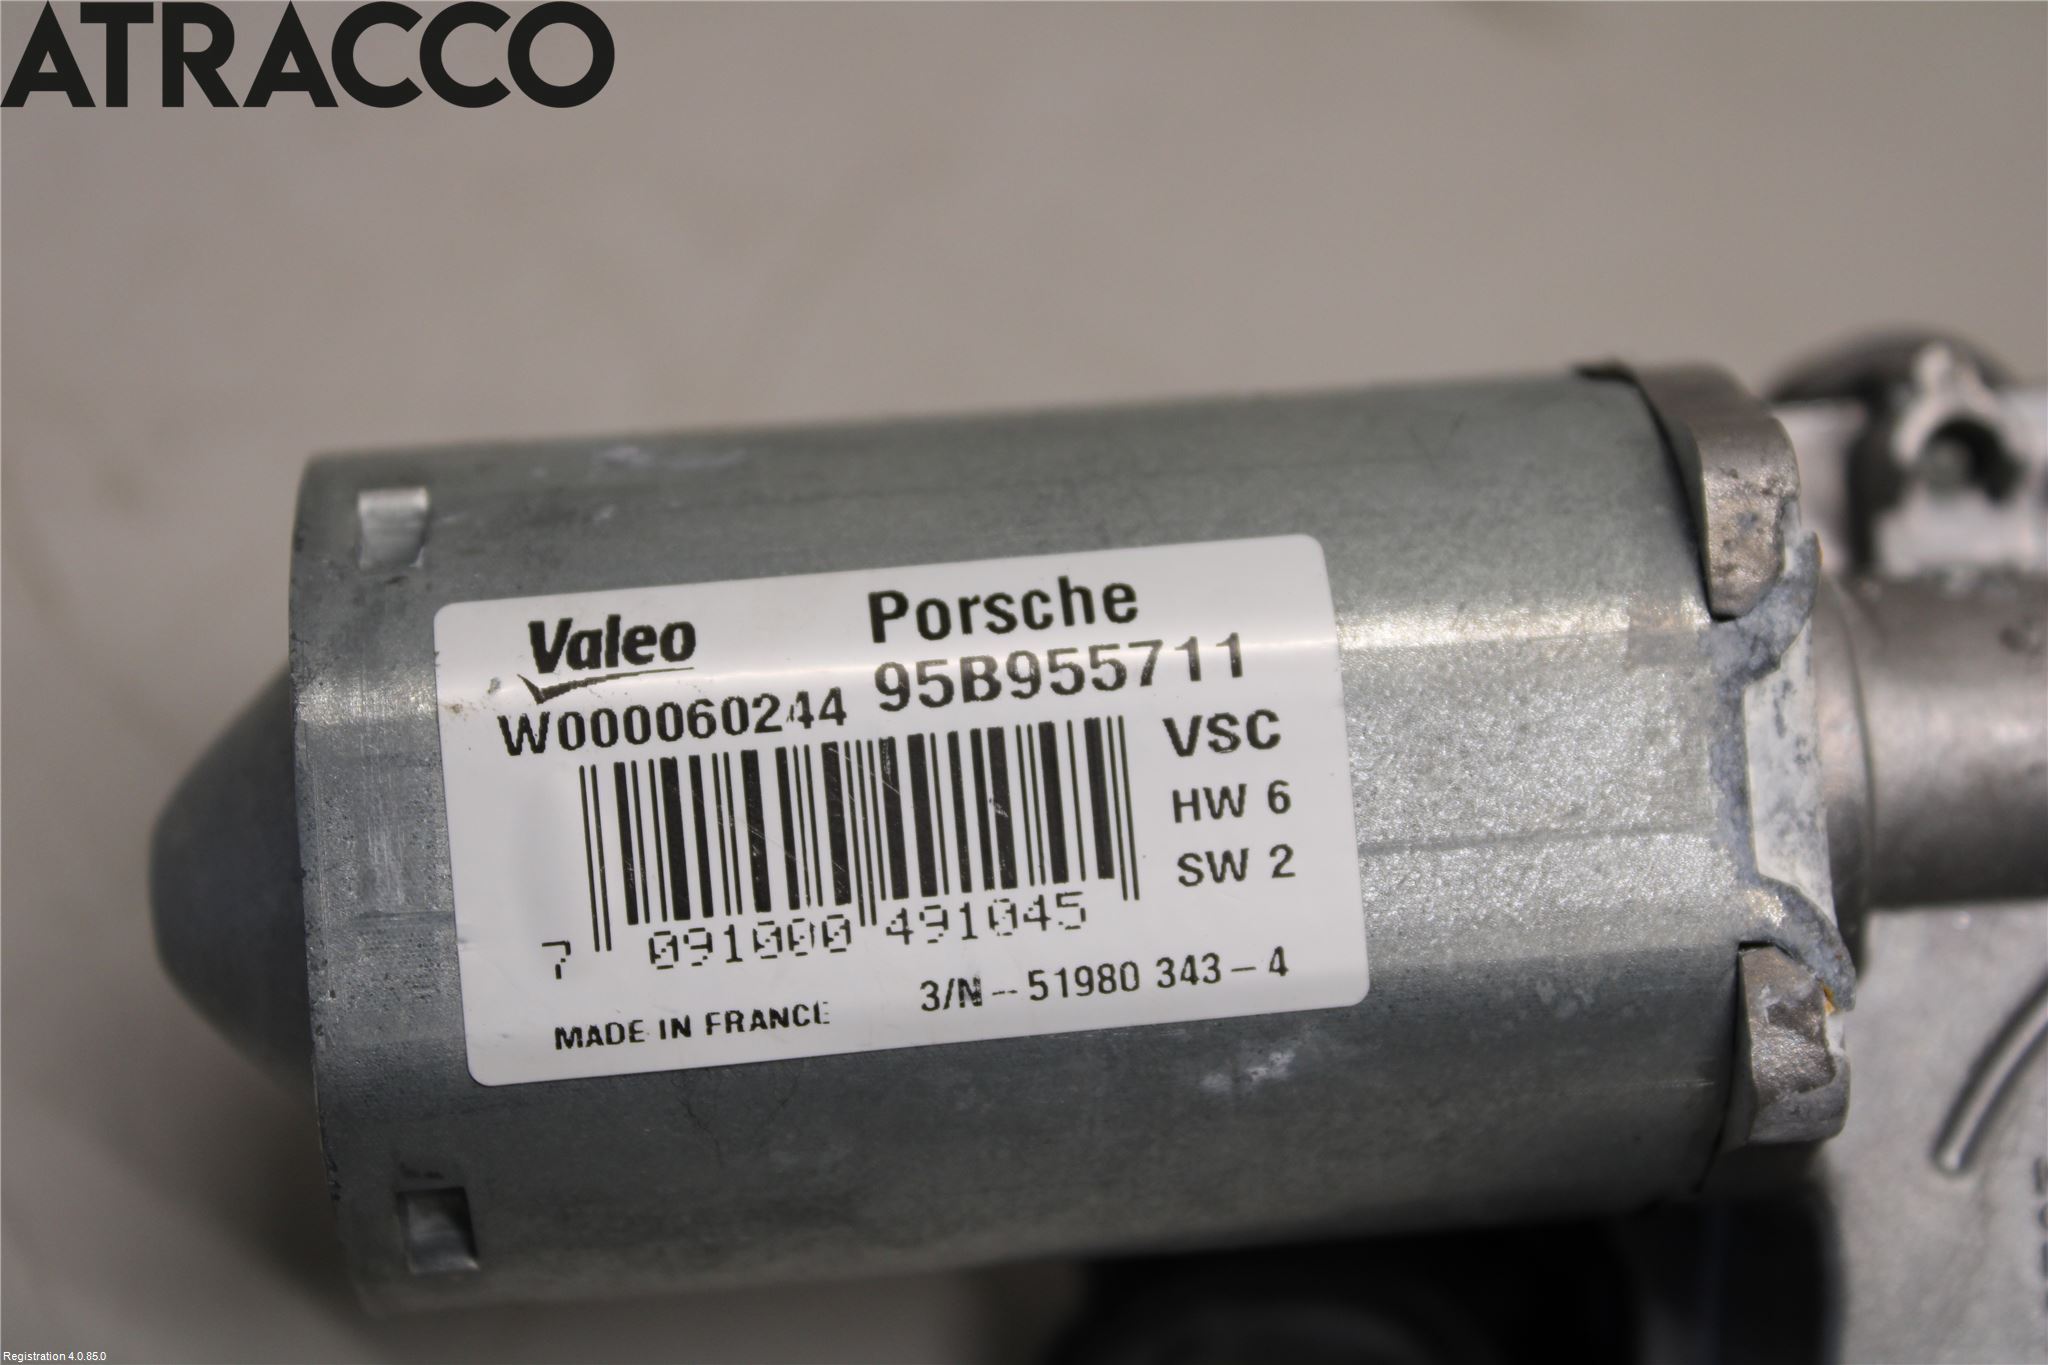 ATRACCO
Valeo
Porsche
W000060244
95B955711
VSC
HW 6
SW 2
7 091000 491045
MADE IN FRANCE
3/N-51980 343-4
Registration 4.0.85.0